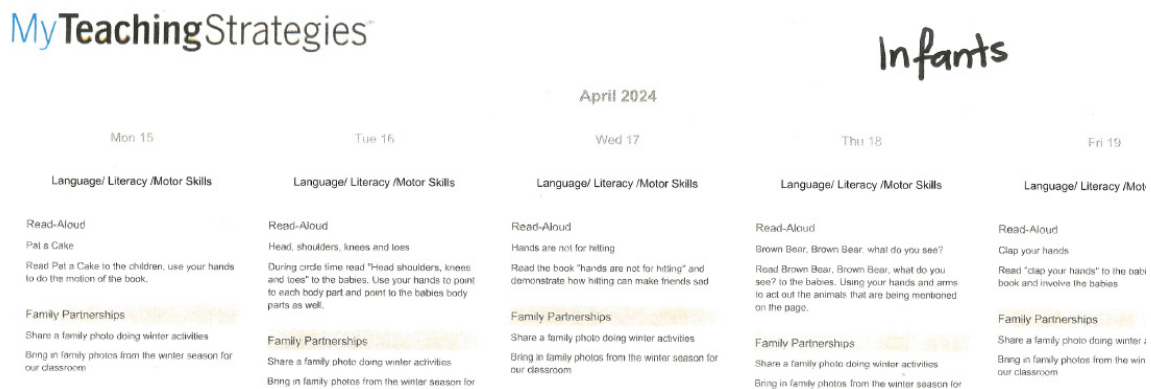 MyTeachingStrategies
Infants
April 2024
Mon 15
Language/ Literacy /Motor Skills
Read-Aloud
Pat a Cake
Read Pat a Cake to the children, use your hands
to do the motion of the book.
Family Partnerships
Share a family photo doing winter activities
Bring in family photos from the winter season for
our classroom
Tue 16
Language/ Literacy /Motor Skills
Read-Aloud
Head, shoulders, knees and toes
During circle time read "Head shoulders, knees
and toes" to the babies. Use your hands to point
to each body part and point to the babies body
parts as well.
Family Partnerships
Share a family photo doing winter activities
Bring in family photos from the winter season for
Wed 17
Language/ Literacy /Motor Skills
Read-Aloud
Hands are not for hitting
Read the book "hands are not for hitting" and
demonstrate how hitting can make friends sad
Family Partnerships
Share a family photo doing winter activities
Bring in family photos from the winter season for
our classroom
Thu 18
Language/ Literacy /Motor Skills
Read-Aloud
Brown Bear, Brown Bear, what do you see?
Read Brown Bear, Brown Bear, what do you
see? to the babies. Using your hands and arms
to act out the animals that are being mentioned
on the page.
Family Partnerships
Share a family photo doing winter activities
Bring in family photos from the winter season for
Fri 19
Language/ Literacy /Mot
Read-Aloud
Clap your hands
Read "clap your hands" to the babi
book and involve the babies
Family Partnerships
Share a family photo doing winter
Bring in family photos from the win
our classroom